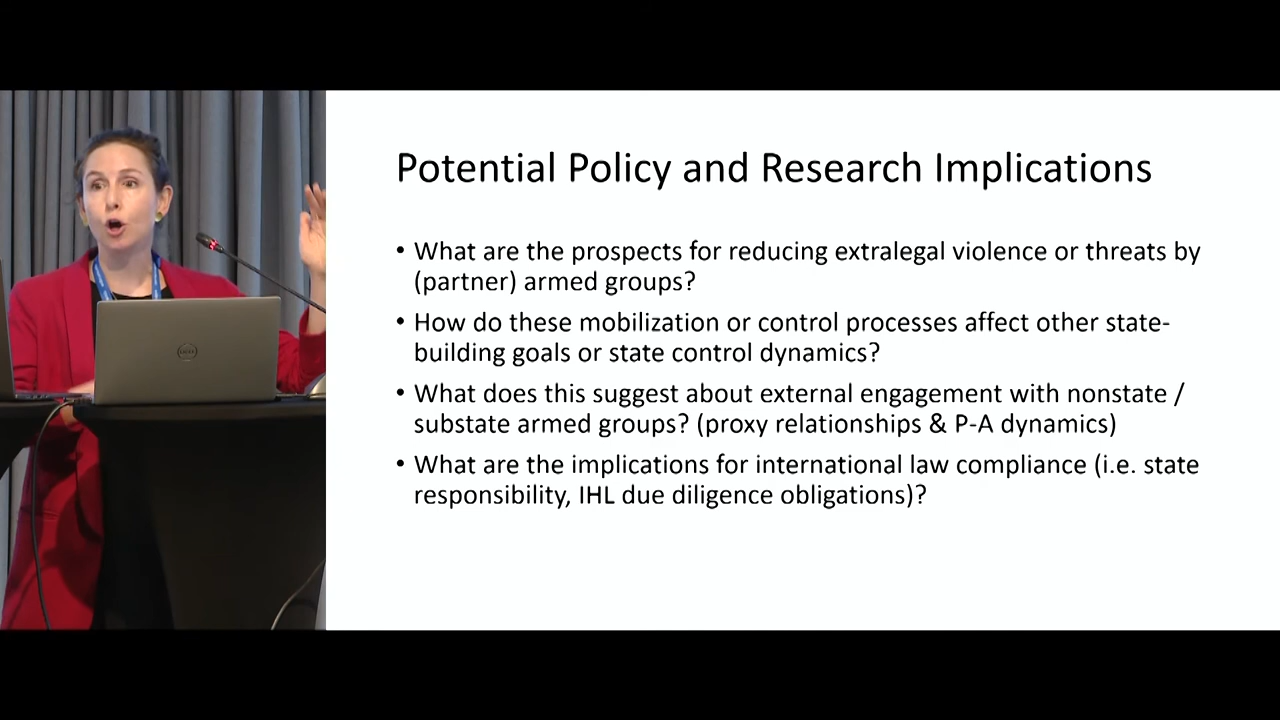 Potential Policy and Research Implications
• What are the prospects for reducing extralegal violence or threats by
(partner) armed groups?
• How do these mobilization or control processes affect other state-
building goals or state control dynamics?
• What does this suggest about external engagement with nonstate /
substate armed groups? (proxy relationships & P-A dynamics)
• What are the implications for international law compliance (i.e. state
responsibility, IHL due diligence obligations)?